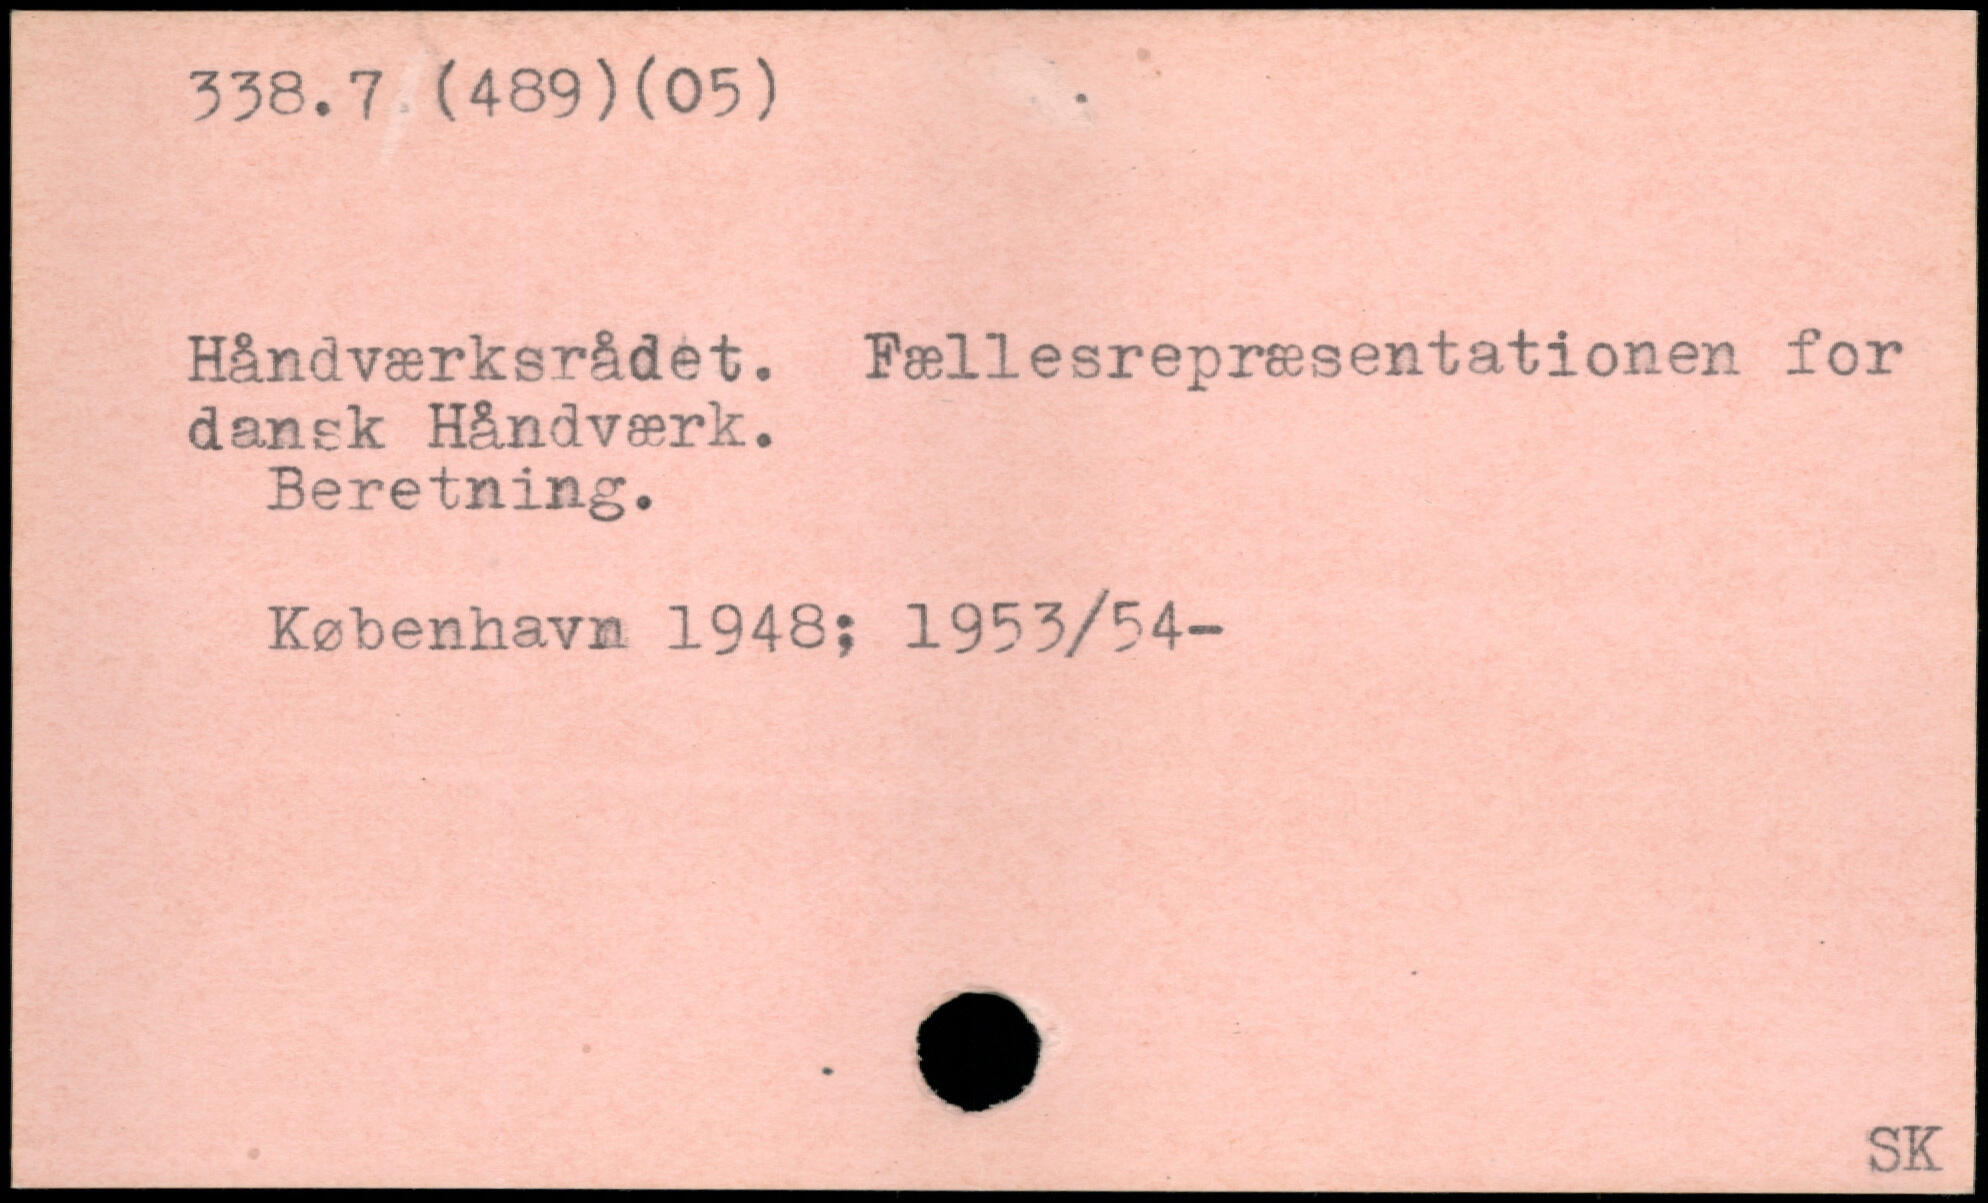 338.7 (489)(05)
Håndværksrådet. Fællesrepræsentationen for
dansk Håndværk.
Beretning.
København 1948; 1953/54-
SK